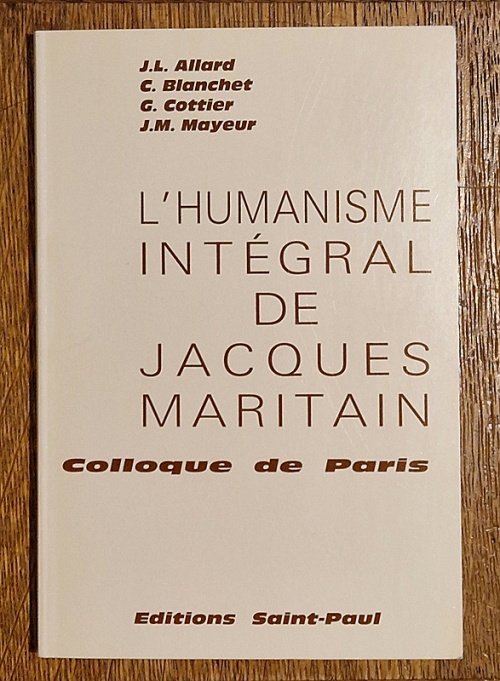 J.L. Allard
C. Blanchet
G. Cottier
J.M. Mayeur
L'HUMANISME
INTÉGRAL
DE
JACQUES
MARITAIN
Colloque de Paris
Editions Saint-Paul